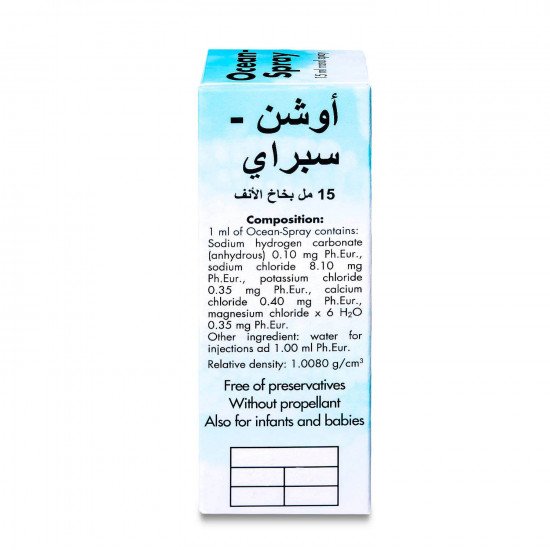 Ocean-
Spray
15 ml nasal spray
أوشن -
سبراي
15 مل بخاخ الأنف
Composition:
1 ml of Ocean-Spray contains:
Sodium hydrogen carbonate
(anhydrous) 0.10 mg Ph.Eur.,
sodium chloride 8.10 mg
Ph.Eur., potassium chloride
0.35 mg Ph.Eur., calcium
chloride 0,40 mg Ph.Eur.,
magnesium chloride x 6 H₂O
0.35 mg Ph.Eur.
Other ingredient: water for
injections ad 1.00 ml Ph.Eur.
Relative density: 1.0080 g/cm³
Free of preservatives
Without propellant
Also for infants and babies